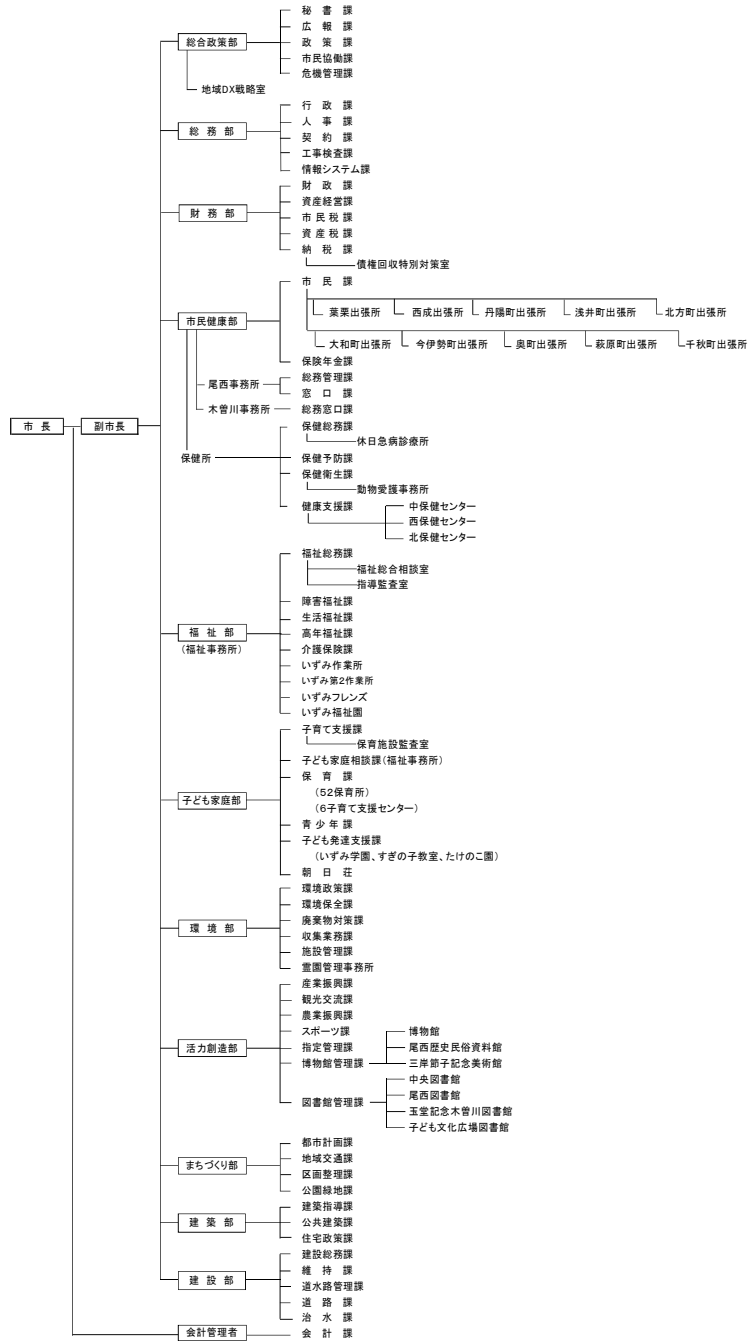 秘書課
広報課
総合政策部 政策課
市民協働課
危機管理課
地域DX戦略室
行政課
人事課
総務部 契約課
工事検査課
情報システム課
財政課
資産経営課
財務部 市民税課
資産税課
納税課
債権回収特別対策室
市民課
葉栗出張所 西成出張所 丹陽町出張所 浅井町出張所 北方町出張所
市民健康部
大和町出張所 今伊勢町出張所 奥町出張所 萩原町出張所 千秋町出張所
保険年金課
総務管理課
尾西事務所
窓口課
木曽川事務所 総務窓口課
市長 副市長 保健総務課
休日急病診療所
保健所 保健予防課
保健衛生課
動物愛護事務所
健康支援課 中保健センター
西保健センター
北保健センター
福祉総務課
福祉総合相談室
指導監査室
障害福祉課
生活福祉課
福祉部 高年福祉課
(福祉事務所) 介護保険課
いずみ作業所
いずみ第2作業所
いずみフレンズ
いずみ福祉園
子育て支援課
保育施設監査室
子ども家庭相談課(福祉事務所)
保育課
(52保育所)
子ども家庭部 (6子育て支援センター)
青少年課
子ども発達支援課
(いずみ学園、すぎの子教室、たけのこ園)
朝日荘
環境政策課
環境保全課
廃棄物対策課
環境部 収集業務課
施設管理課
霊園管理事務所
産業振興課
観光交流課
農業振興課
スポーツ課 博物館
活力創造部 指定管理課 尾西歴史民俗資料館
博物館管理課 三岸節子記念美術館
中央図書館
尾西図書館
図書館管理課 玉堂記念木曽川図書館
子ども文化広場図書館
都市計画課
地域交通課
まちづくり部 区画整理課
公園緑地課
建築指導課
建築部 公共建築課
住宅政策課
建設総務課
維持課
建設部 道水路管理課
道路課
治水課
会計管理者 会計課